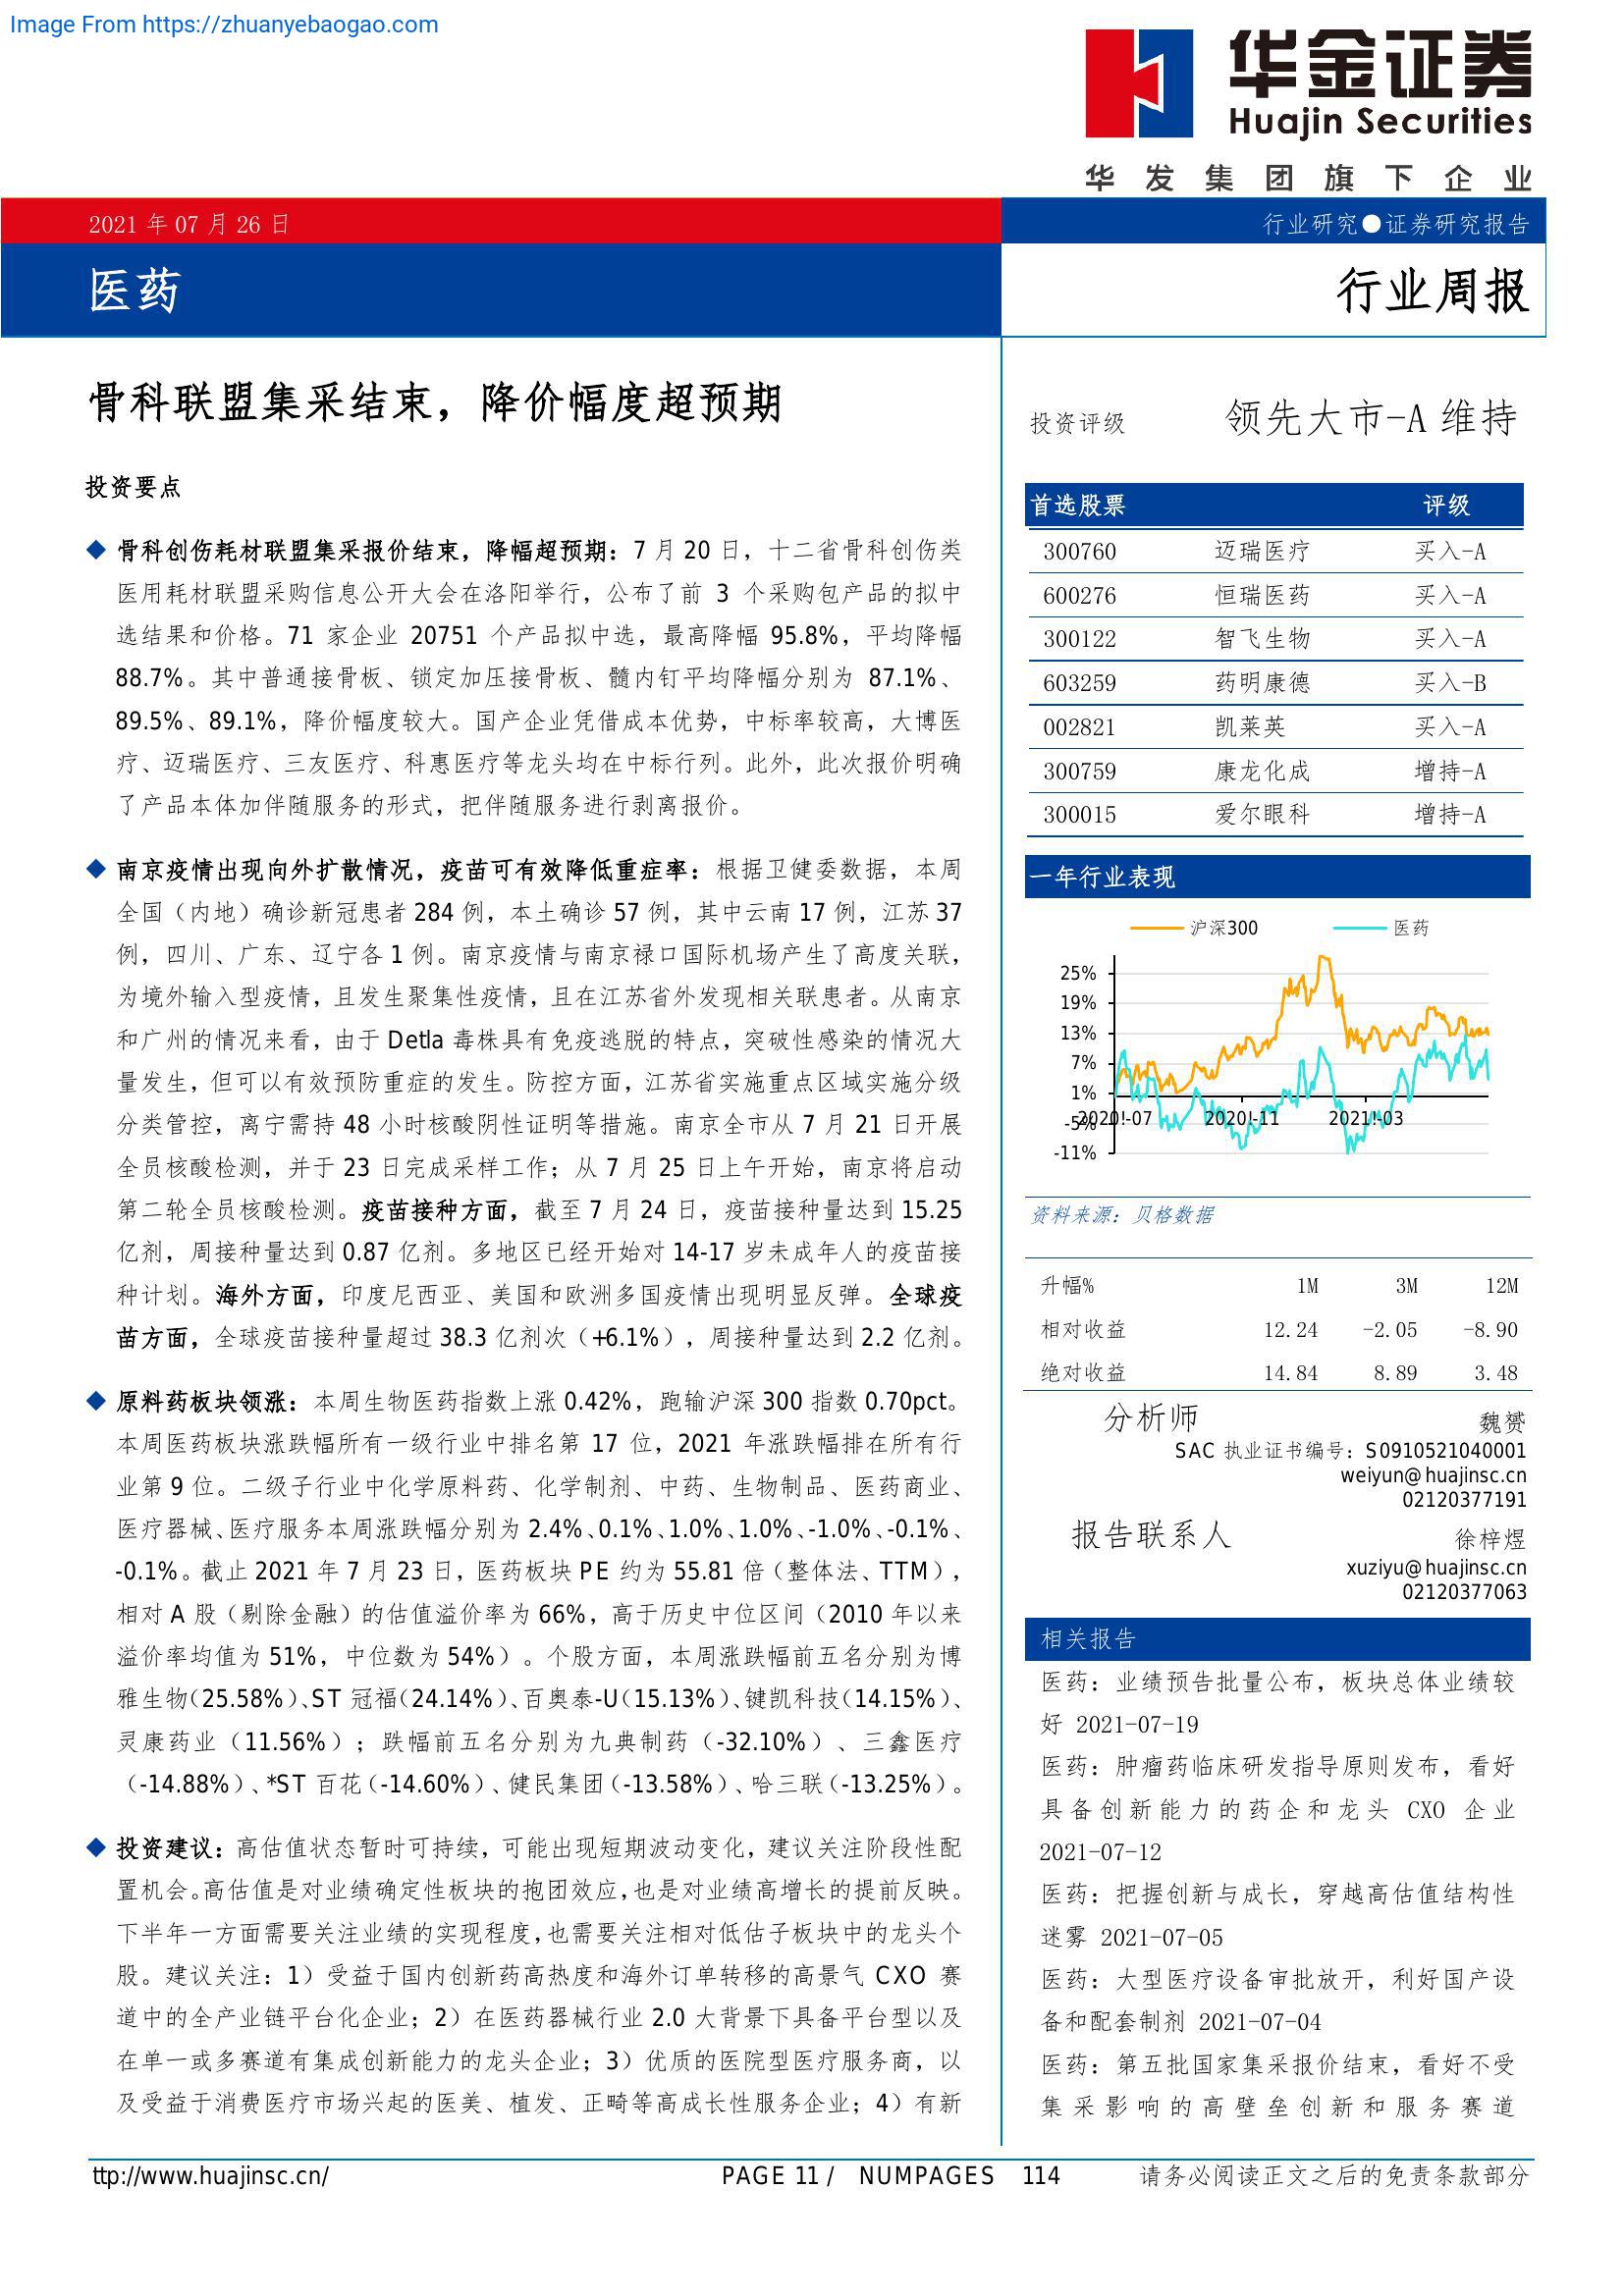 Image From https://zhuanyebaogao.com
华金证券
Huajin Securities
华发集团旗下企业
2021 年 07 月 26 日
行业研究●证券研究报告
医药
行业周报
骨科联盟集采结束，降价幅度超预期
投资要点
◆ 骨科创伤耗材联盟集采报价结束，降幅超预期：7 月 20 日，十二省骨科创伤类
医用耗材联盟采购信息公开大会在洛阳举行，公布了前 3 个采购包产品的拟中
选结果和价格。71 家企业 20751 个产品拟中选，最高降幅 95.8%，平均降幅
88.7%。其中普通接骨板、锁定加压接骨板、髓内钉平均降幅分别为 87.1%、
89.5%、89.1%，降价幅度较大。国产企业凭借成本优势，中标率较高，大博医
疗、迈瑞医疗、三友医疗、科惠医疗等龙头均在中标行列。此外，此次报价明确
了产品本体加伴随服务的形式，把伴随服务进行剥离报价。
◆ 南京疫情出现向外扩散情况，疫苗可有效降低重症率：根据卫健委数据，本周
全国（内地）确诊新冠患者 284 例，本土确诊 57 例，其中云南 17 例，江苏 37
例，四川、广东、辽宁各 1 例。南京疫情与南京禄口国际机场产生了高度关联，
为境外输入型疫情，且发生聚集性疫情，且在江苏省外发现相关联患者。从南京
和广州的情况来看，由于 Detla 毒株具有免疫逃脱的特点，突破性感染的情况大
量发生，但可以有效预防重症的发生。防控方面，江苏省实施重点区域实施分级
分类管控，离宁需持 48 小时核酸阴性证明等措施。南京全市从 7 月 21 日开展
全员核酸检测，并于 23 日完成采样工作；从 7 月 25 日上午开始，南京将启动
第二轮全员核酸检测。疫苗接种方面，截至 7 月 24 日，疫苗接种量达到 15.25
亿剂，周接种量达到 0.87 亿剂。多地区已经开始对 14-17 岁未成年人的疫苗接
种计划。海外方面，印度尼西亚、美国和欧洲多国疫情出现明显反弹。全球疫
苗方面，全球疫苗接种量超过 38.3 亿剂次（+6.1%），周接种量达到 2.2 亿剂。
◆ 原料药板块领涨：本周生物医药指数上涨 0.42%，跑输沪深 300 指数 0.70pct。
本周医药板块涨跌幅所有一级行业中排名第 17 位，2021 年涨跌幅排在所有行
业第 9 位。二级子行业中化学原料药、化学制剂、中药、生物制品、医药商业、
医疗器械、医疗服务本周涨跌幅分别为 2.4%、0.1%、1.0%、1.0%、-1.0%、-0.1%、
-0.1%。截止 2021 年 7 月 23 日，医药板块 PE 约为 55.81 倍（整体法、TTM），
相对 A 股（剔除金融）的估值溢价率为 66%，高于历史中位区间（2010 年以来
溢价率均值为 51%，中位数为 54%）。个股方面，本周涨跌幅前五名分别为博
雅生物（25.58%）、ST 冠福（24.14%）、百奥泰-U（15.13%）、键凯科技（14.15%）、
灵康药业（11.56%）；跌幅前五名分别为九典制药（-32.10%）、三鑫医疗
（-14.88%）、*ST 百花（-14.60%）、健民集团（-13.58%）、哈三联（-13.25%）。
◆ 投资建议：高估值状态暂时可持续，可能出现短期波动变化，建议关注阶段性配
置机会。高估值是对业绩确定性板块的抱团效应，也是对业绩高增长的提前反映。
下半年一方面需要关注业绩的实现程度，也需要关注相对低估子板块中的龙头个
股。建议关注：1）受益于国内创新药高热度和海外订单转移的高景气 CXO 赛
道中的全产业链平台化企业；2）在医药器械行业 2.0 大背景下具备平台型以及
在单一或多赛道有集成创新能力的龙头企业；3）优质的医院型医疗服务商，以
及受益于消费医疗市场兴起的医美、植发、正畸等高成长性服务企业；4）有新
投资评级 领先大市-A 维持
首选股票 评级
300760 迈瑞医疗 买入-A
600276 恒瑞医药 买入-A
300122 智飞生物 买入-A
603259 药明康德 买入-B
002821 凯莱英 买入-A
300759 康龙化成 增持-A
300015 爱尔眼科 增持-A
一年行业表现
沪深300 医药
25%
19%
13%
7%
1%
-5%
-11%
2020!-07 2020!-11 2021!-03
资料来源：贝格数据
升幅% 1M 3M 12M
相对收益 12.24 -2.05 -8.90
绝对收益 14.84 8.89 3.48
分析师 魏赟
SAC 执业证书编号：S0910521040001
weiyun@huajinsc.cn
02120377191
报告联系人 徐梓煜
xuziyu@huajinsc.cn
02120377063
相关报告
医药：业绩预告批量公布，板块总体业绩较
好 2021-07-19
医药：肿瘤药临床研发指导原则发布，看好
具备创新能力的药企和龙头 CXO 企业
2021-07-12
医药：把握创新与成长，穿越高估值结构性
迷雾 2021-07-05
医药：大型医疗设备审批放开，利好国产设
备和配套制剂 2021-07-04
医药：第五批国家集采报价结束，看好不受
集采影响的高壁垒创新和服务赛道
ttp://www.huajinsc.cn/
PAGE 11 / NUMPAGES 114
请务必阅读正文之后的免责条款部分